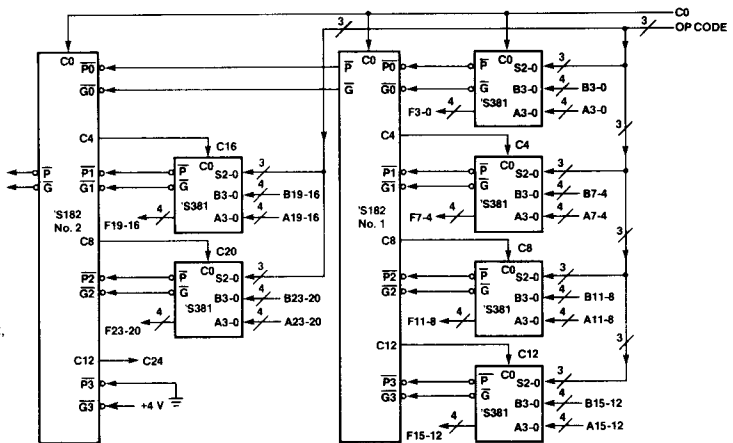 C0
3 3 OP CODE
C0 P0 P C0 P S2-0 3
G0 G G B3-0 4 B3-0
F3-0 4 'S381 A3-0 4 A3-0
C4 C16 C4 C4 3
P P1 P C0 S2-0 3 P1 P C0 S2-0 3
G G1 G B3-0 4 B19-16 G1 G B3-0 4 B7-4
'S182 No. 2 F19-16 4 'S381 A3-0 4 A19-16 'S182 No. 1 F7-4 4 'S381 A3-0 4 A7-4
C8 C20 C8 C8 3
P2 P C0 S2-0 3 P2 P C0 S2-0 3
G2 G B3-0 4 B23-20 G2 G B3-0 4 B11-8
F23-20 4 'S381 A3-0 4 A23-20 F11-8 4 'S381 A3-0 4 A11-8
C12 C24 C12 C12 3
P3 P3 P C0 S2-0 3
G3 +4 V G3 G B3-0 4 B15-12
F15-12 4 'S381 A3-0 4 A15-12